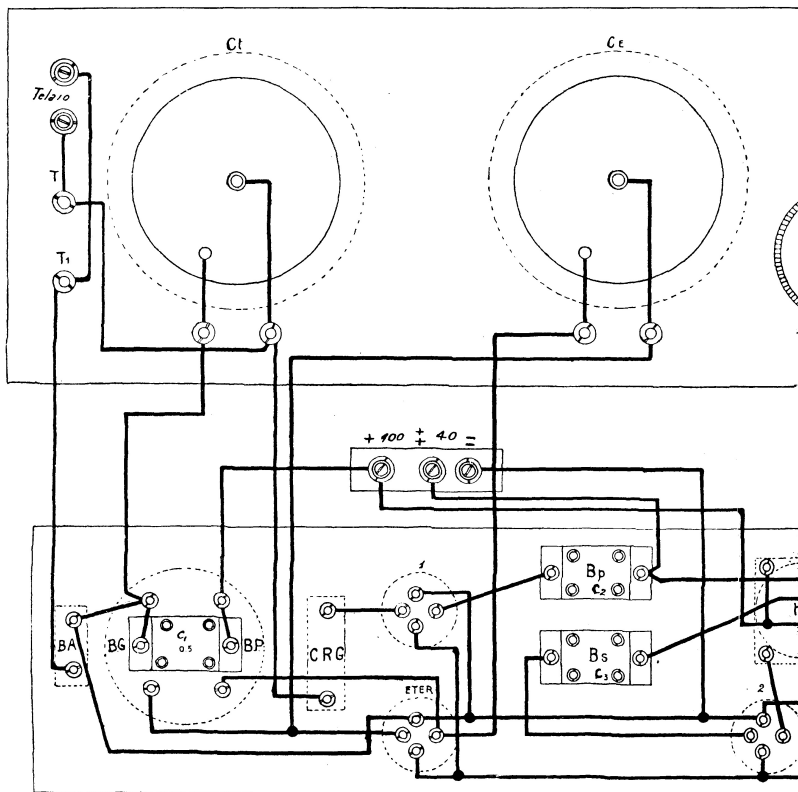 Ct
CE
Telaio
T
T1
+ 100 ± + 40 =
1
Bp
C2
BA
BG
C1
0.5
BP
CRG
Bs
C3
ETER
2